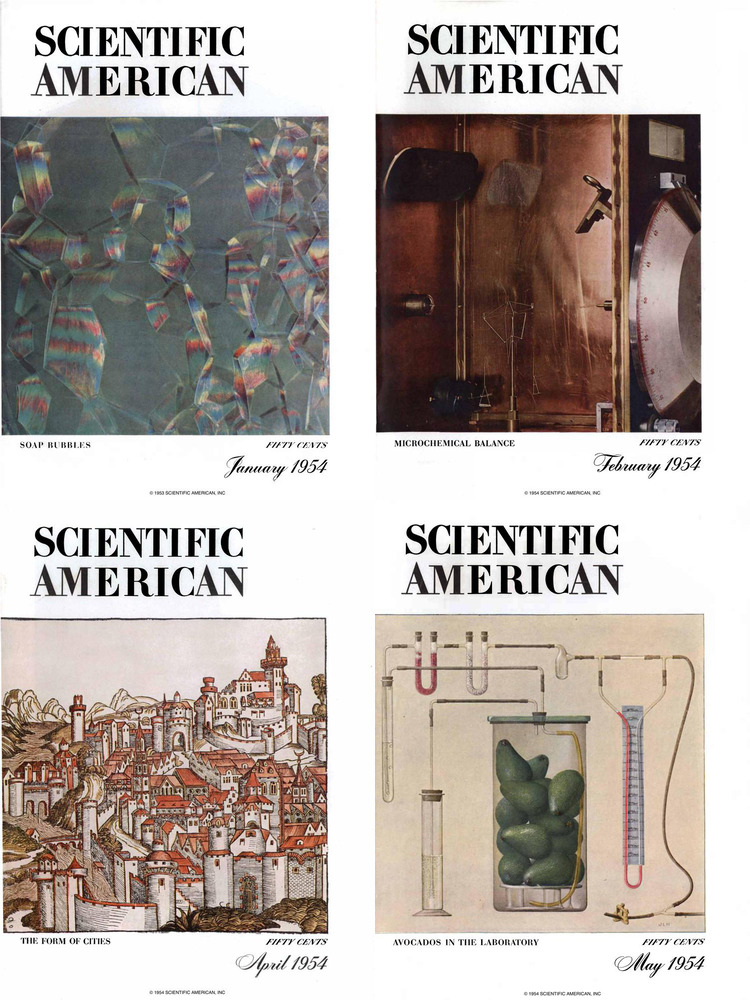 SCIENTIFIC
AMERICAN
SOAP BUBBLES
FIFTY CENTS
January 1954
© 1953 SCIENTIFIC AMERICAN, INC
SCIENTIFIC
AMERICAN
MICROCHEMICAL BALANCE
FIFTY CENTS
February 1954
© 1954 SCIENTIFIC AMERICAN, INC
SCIENTIFIC
AMERICAN
THE FORM OF CITIES
FIFTY CENTS
April 1954
© 1954 SCIENTIFIC AMERICAN, INC
SCIENTIFIC
AMERICAN
AVOCADOS IN THE LABORATORY
FIFTY CENTS
May 1954
© 1954 SCIENTIFIC AMERICAN, INC